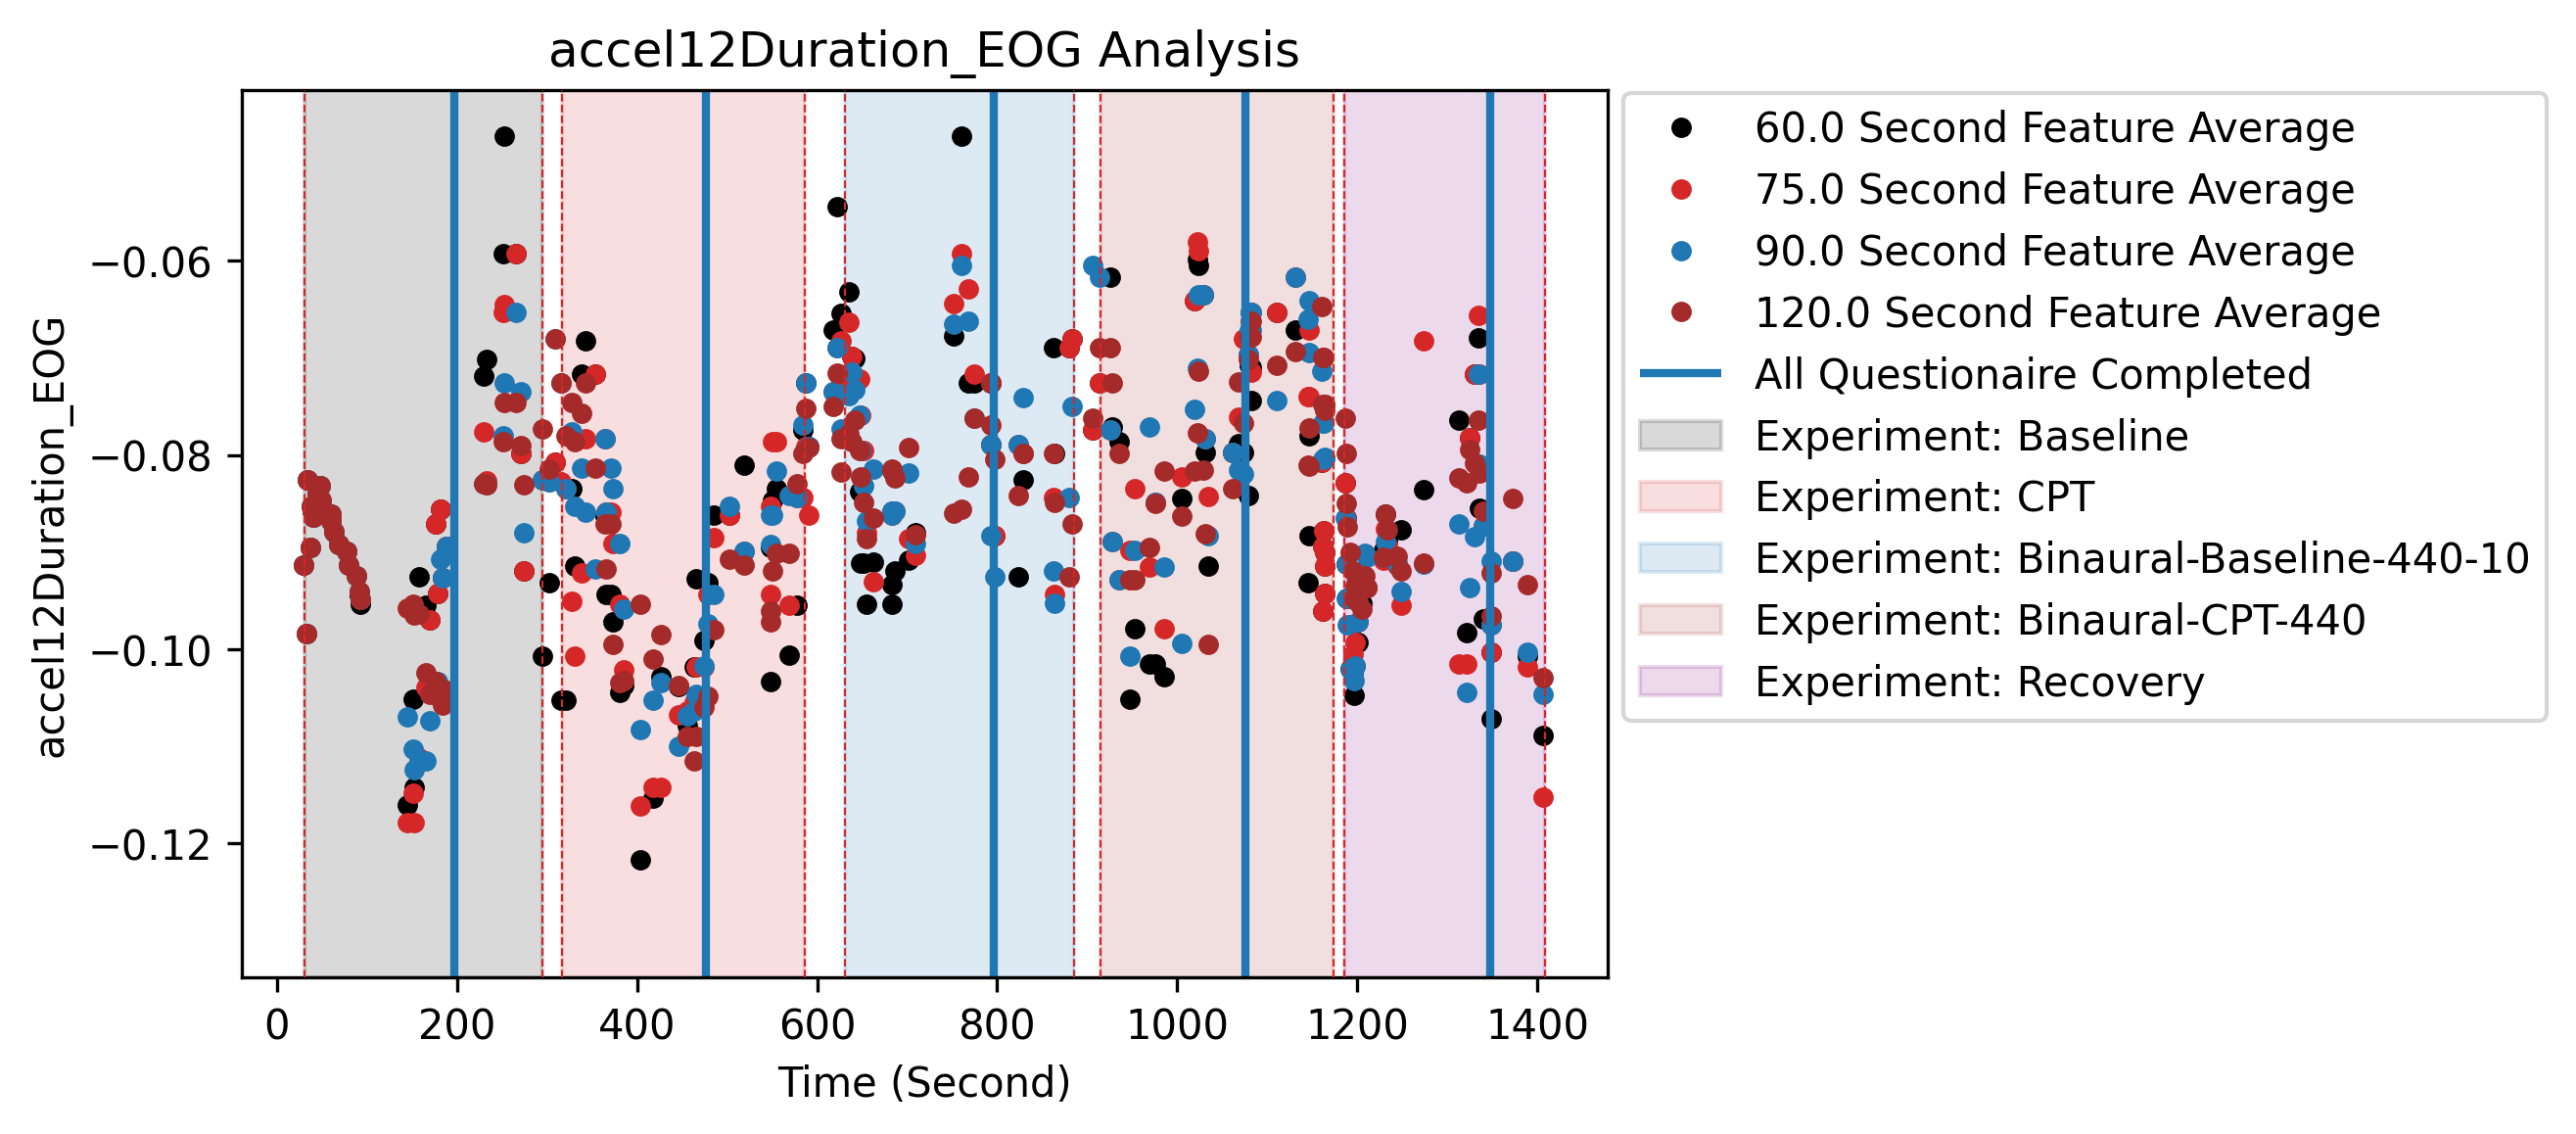 accel12Duration_EOG Analysis
accel12Duration_EOG
−0.06
−0.08
−0.10
−0.12
0 200 400 600 800 1000 1200 1400
Time (Second)
60.0 Second Feature Average
75.0 Second Feature Average
90.0 Second Feature Average
120.0 Second Feature Average
All Questionaire Completed
Experiment: Baseline
Experiment: CPT
Experiment: Binaural-Baseline-440-10
Experiment: Binaural-CPT-440
Experiment: Recovery